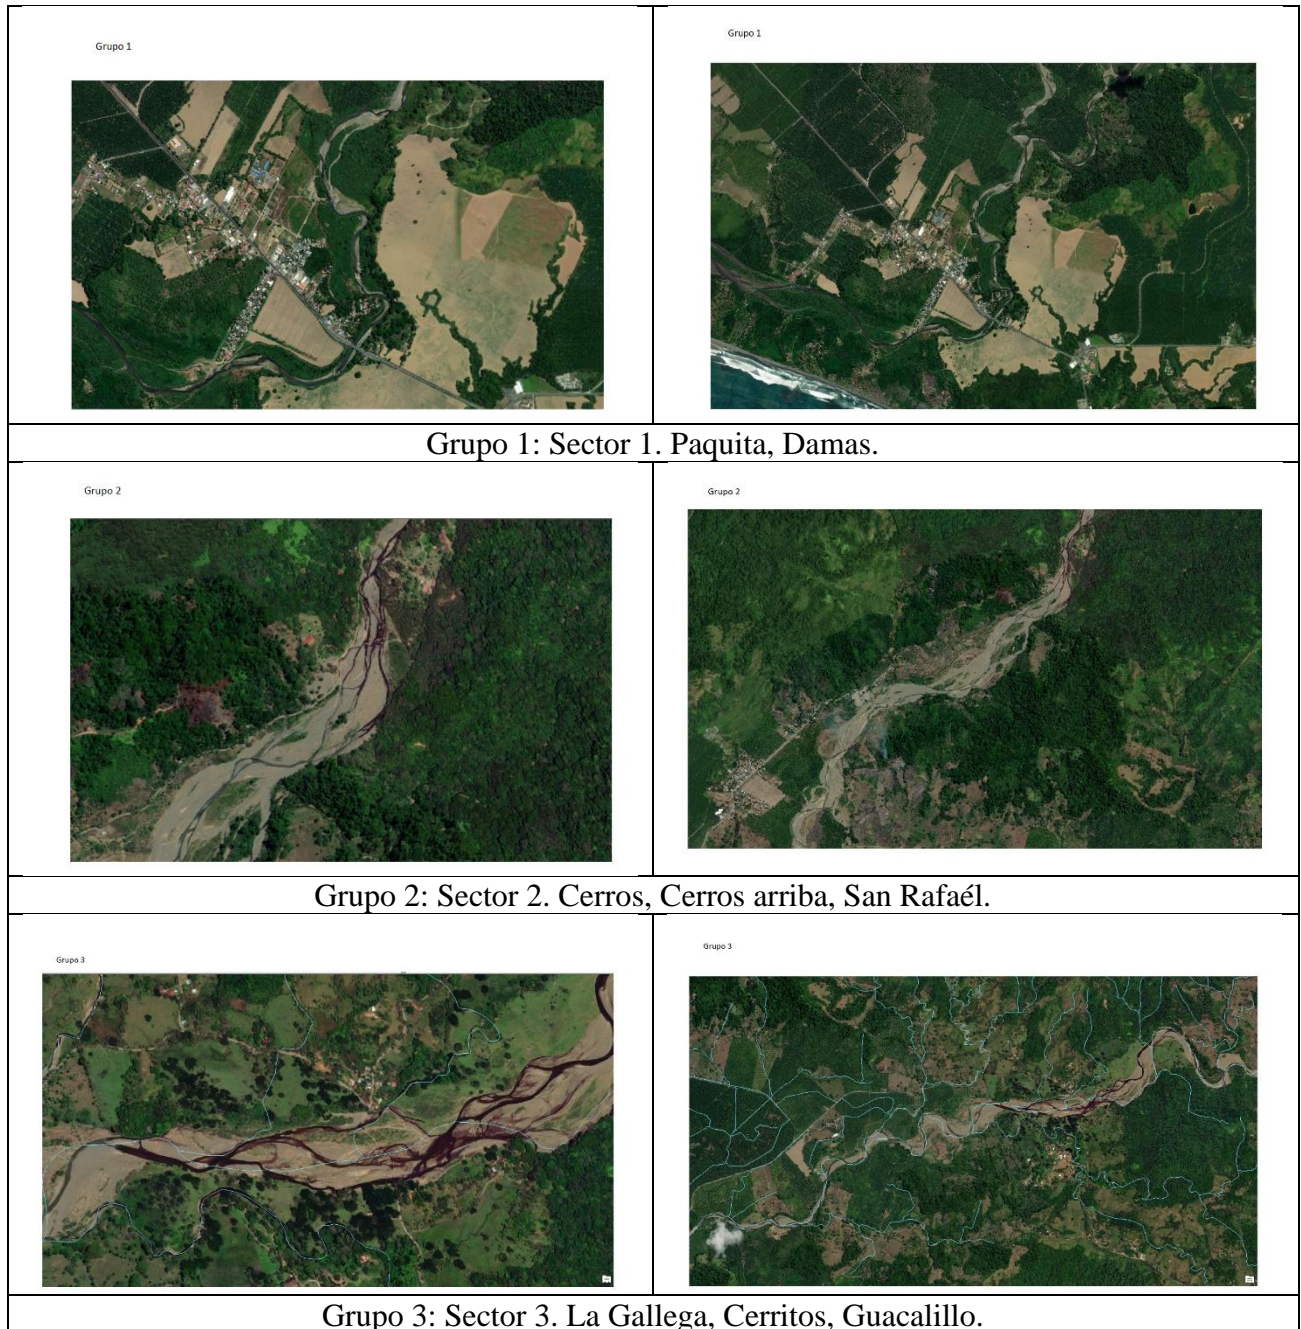 Grupo 1
Grupo 1
Grupo 1: Sector 1. Paquita, Damas.
Grupo 2
Grupo 2
Grupo 2: Sector 2. Cerros, Cerros arriba, San Rafaél.
Grupo 3
Grupo 3
Grupo 3: Sector 3. La Gallega, Cerritos, Guacalillo.